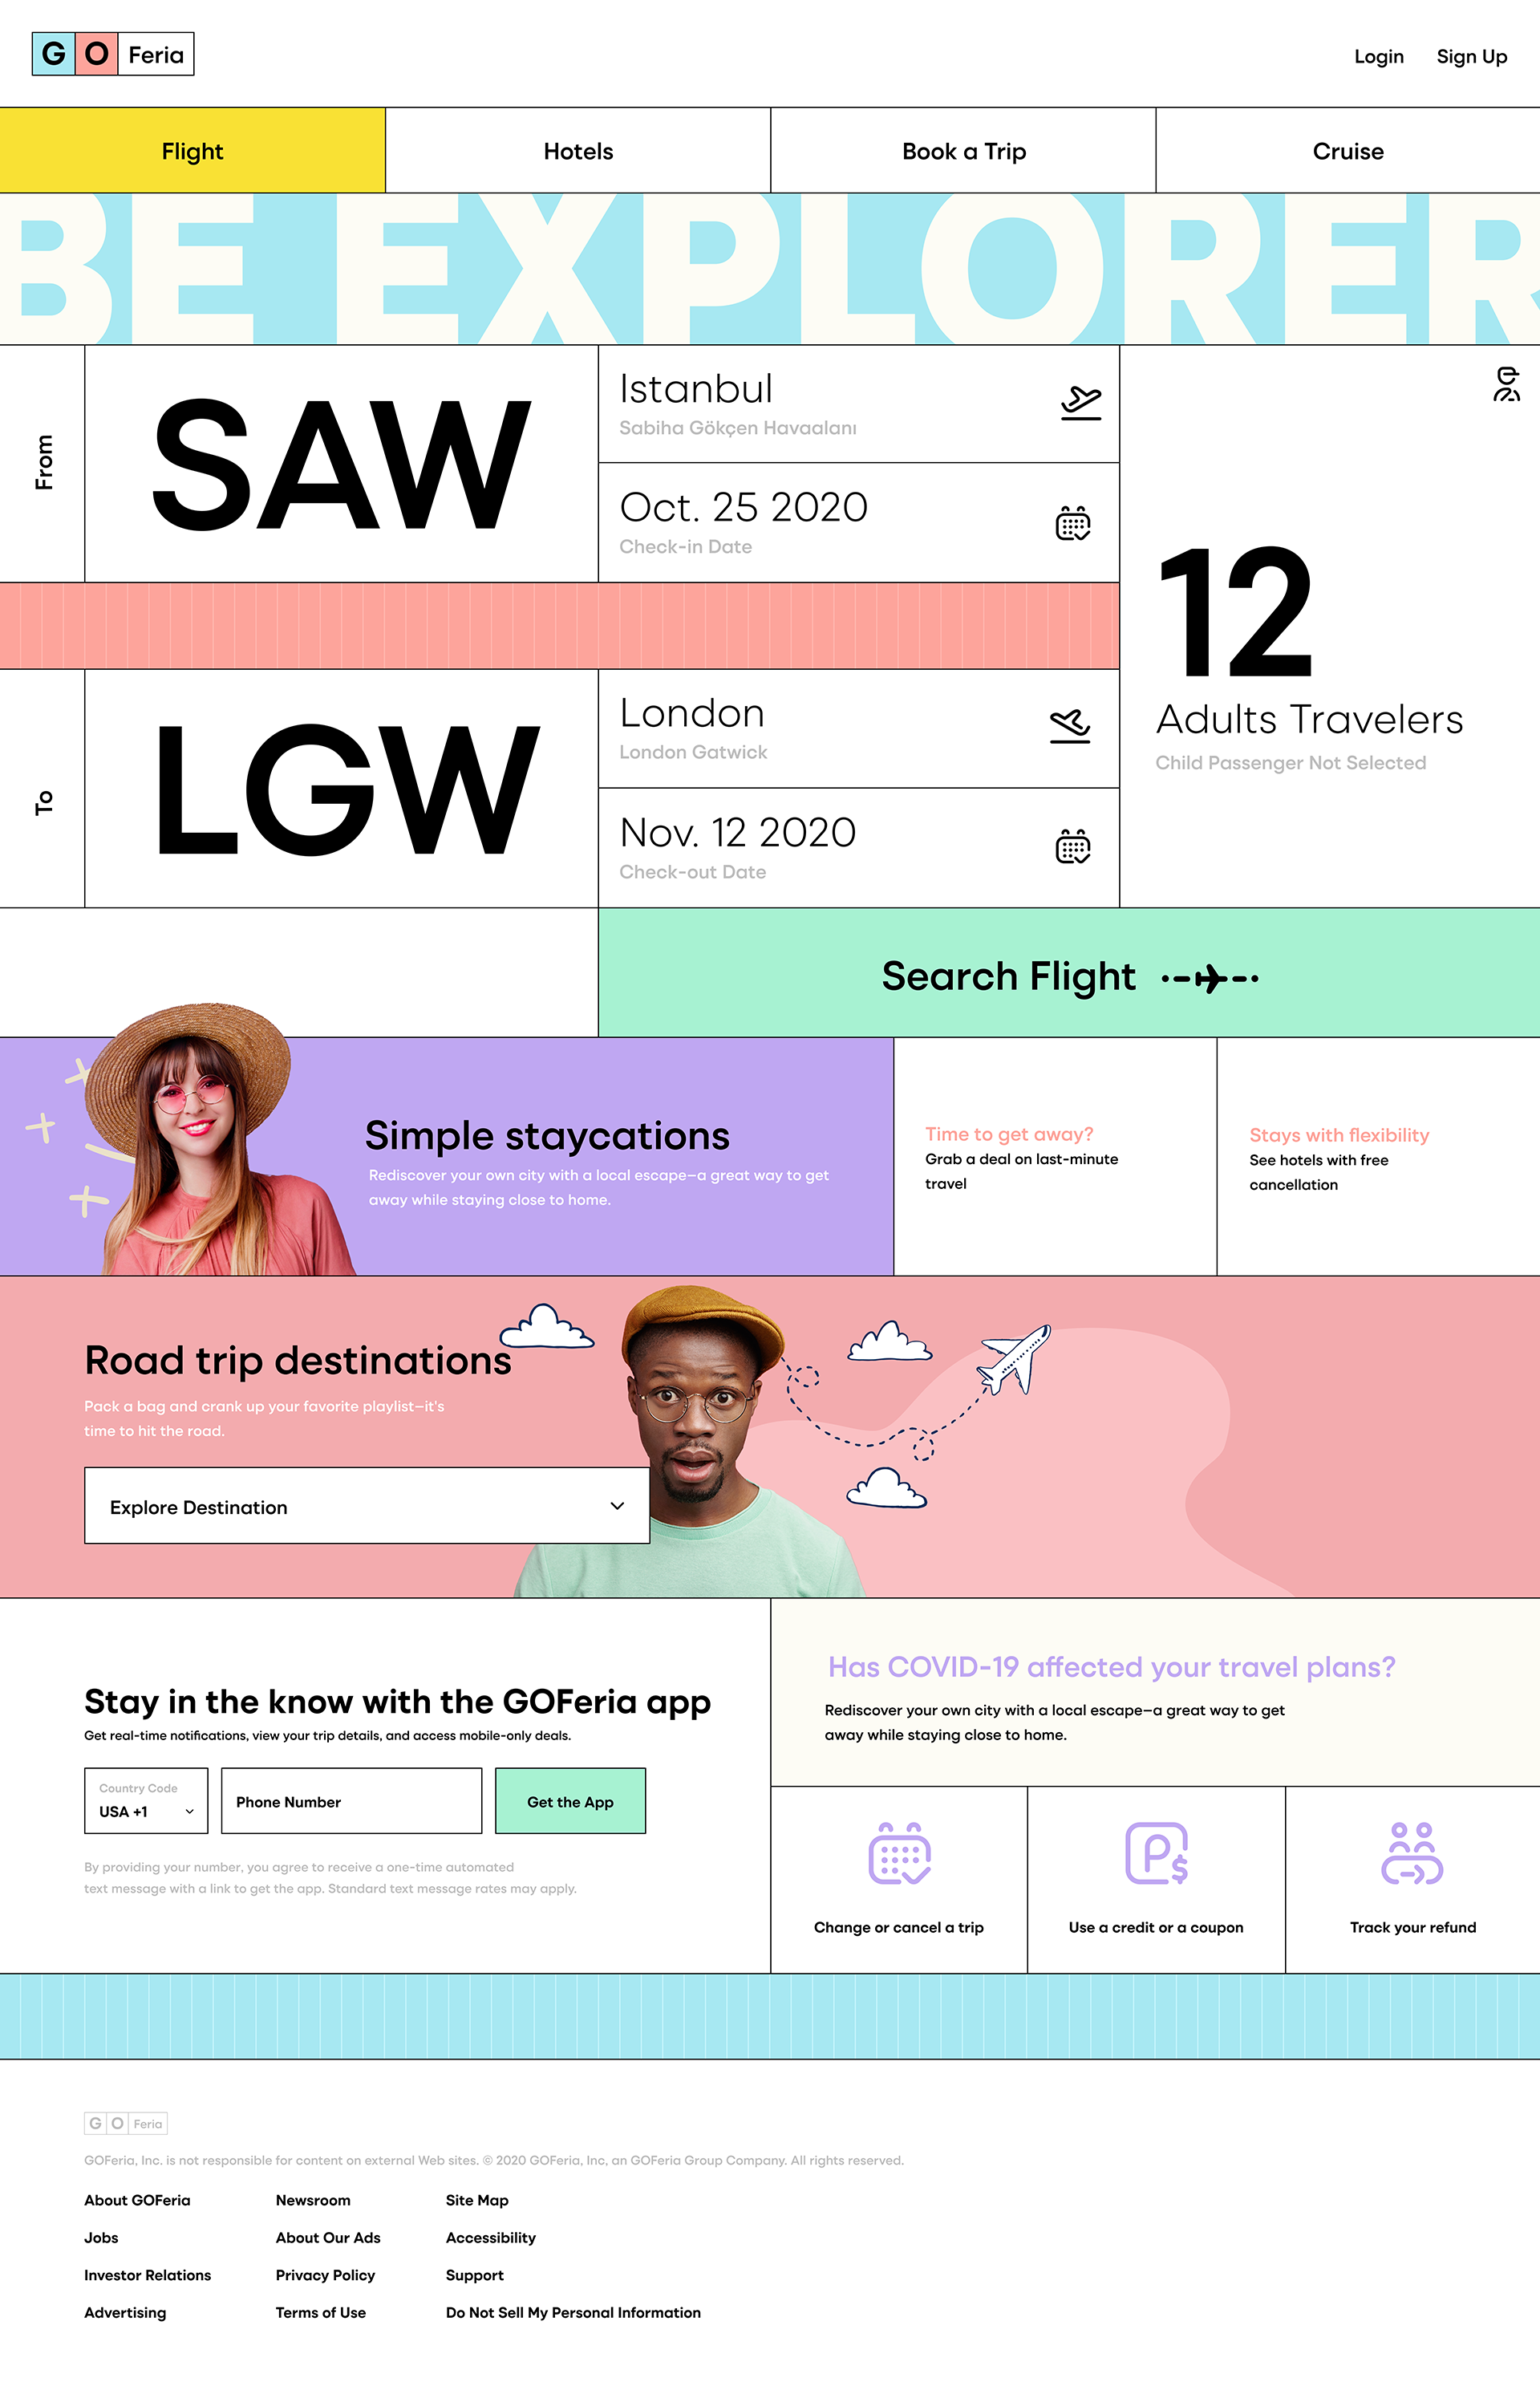 GO Feria
Login Sign Up
Flight Hotels Book a Trip Cruise
BE EXPLORER
From
SAW
Istanbul
Sabiha Gökçen Havaalanı
Oct. 25 2020
Check-in Date
To
LGW
London
London Gatwick
Nov. 12 2020
Check-out Date
12
Adults Travelers
Child Passenger Not Selected
Search Flight
Simple staycations
Rediscover your own city with a local escape—a great way to get
away while staying close to home.
Time to get away?
Grab a deal on last-minute
travel
Stays with flexibility
See hotels with free
cancellation
Road trip destinations
Pack a bag and crank up your favorite playlist—it's
time to hit the road.
Explore Destination
Stay in the know with the GOFeria app
Get real-time notifications, view your trip details, and access mobile-only deals.
Country Code
USA +1
Phone Number
Get the App
By providing your number, you agree to receive a one-time automated
text message with a link to get the app. Standard text message rates may apply.
Has COVID-19 affected your travel plans?
Rediscover your own city with a local escape—a great way to get
away while staying close to home.
P$
Change or cancel a trip
Use a credit or a coupon
Track your refund
GO Feria
GOFeria, Inc. is not responsible for content on external Web sites. © 2020 GOFeria, Inc, an GOFeria Group Company. All rights reserved.
About GOFeria
Jobs
Investor Relations
Advertising
Newsroom
About Our Ads
Privacy Policy
Terms of Use
Site Map
Accessibility
Support
Do Not Sell My Personal Information